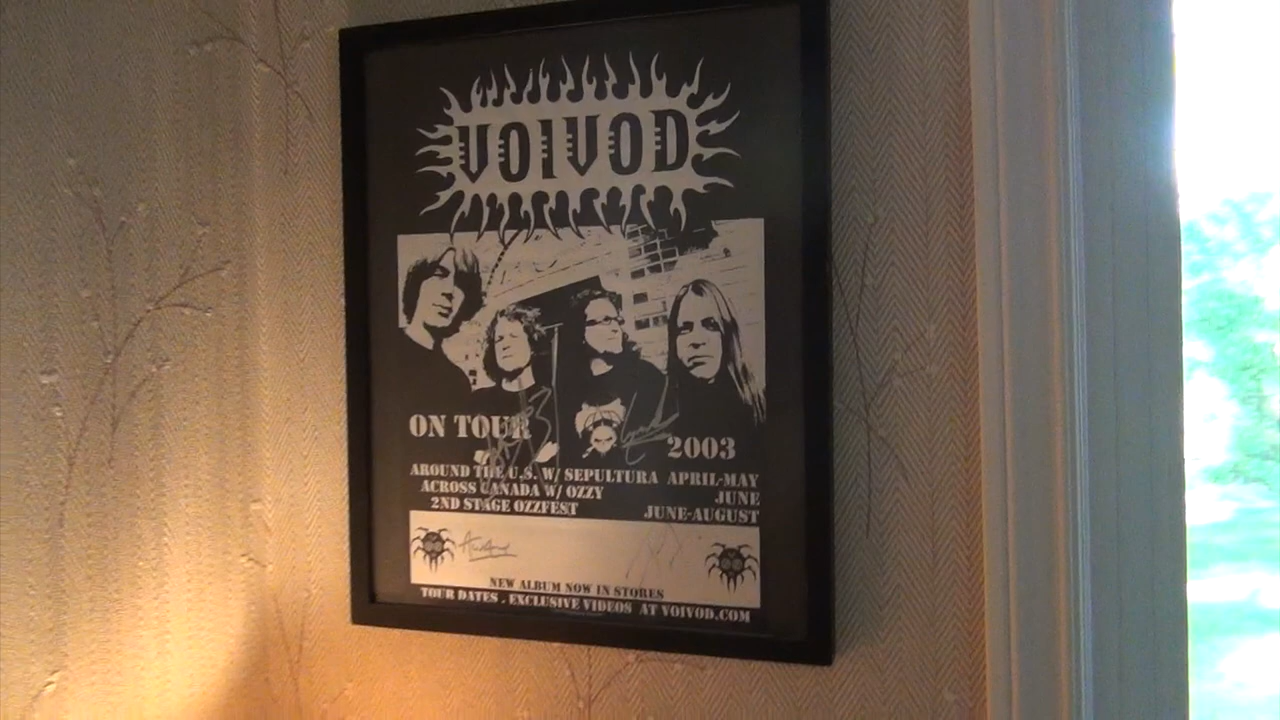 VOIVOD
ON TOUR 2003
AROUND THE U.S. W/ SEPULTURA APRIL-MAY
ACROSS CANADA W/ OZZY JUNE
2ND STAGE OZZFEST JUNE-AUGUST
NEW ALBUM NOW IN STORES
TOUR DATES . EXCLUSIVE VIDEOS AT VOIVOD.COM